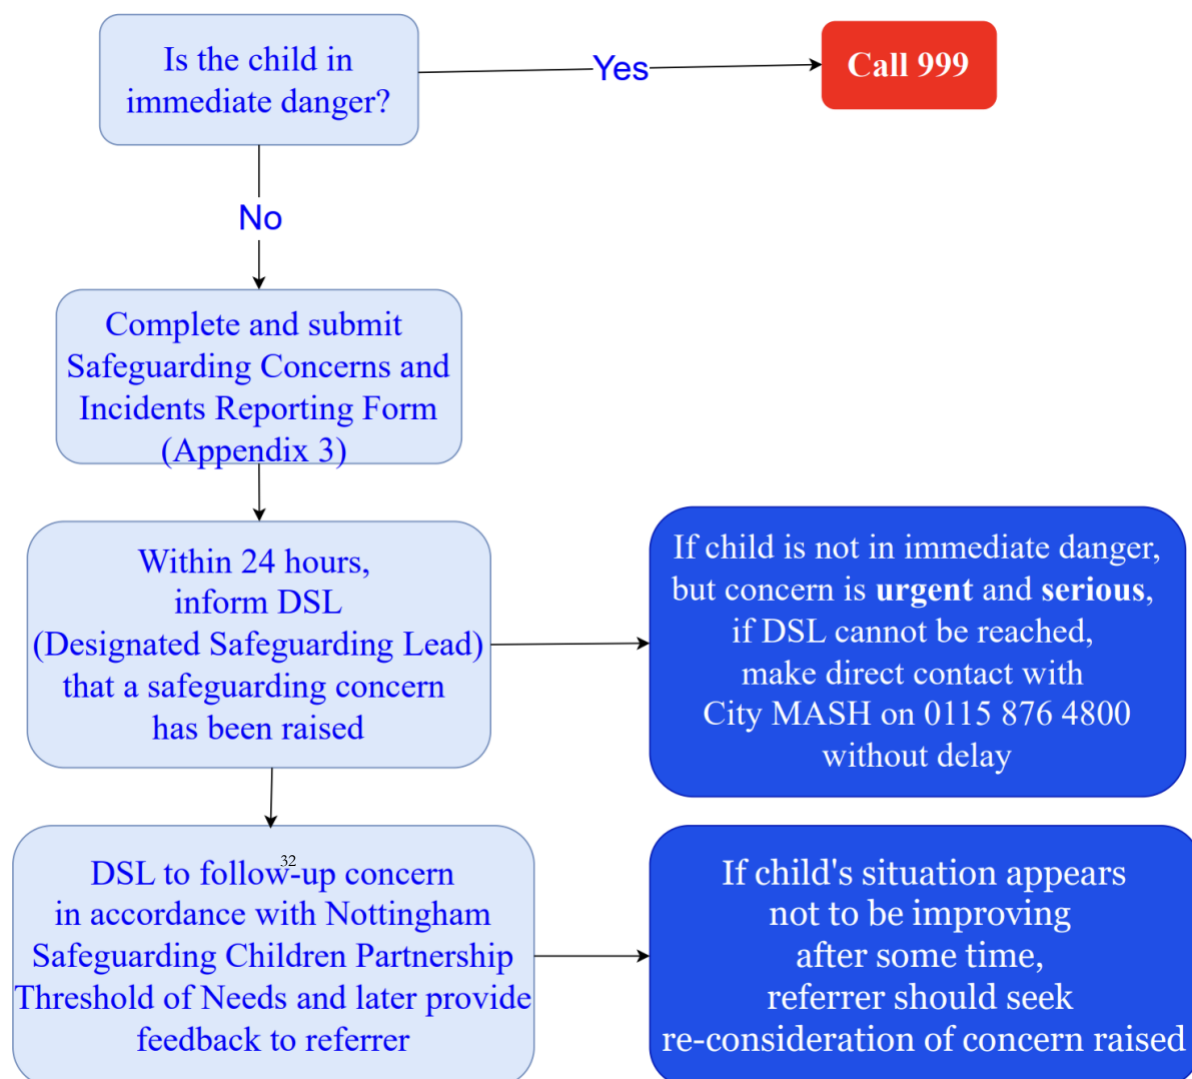 Is the child in
immediate danger?
Yes
Call 999
No
Complete and submit
Safeguarding Concerns and
Incidents Reporting Form
(Appendix 3)
Within 24 hours,
inform DSL
(Designated Safeguarding Lead)
that a safeguarding concern
has been raised
If child is not in immediate danger,
but concern is urgent and serious,
if DSL cannot be reached,
make direct contact with
City MASH on 0115 876 4800
without delay
32
DSL to follow-up concern
in accordance with Nottingham
Safeguarding Children Partnership
Threshold of Needs and later provide
feedback to referrer
If child's situation appears
not to be improving
after some time,
referrer should seek
re-consideration of concern raised